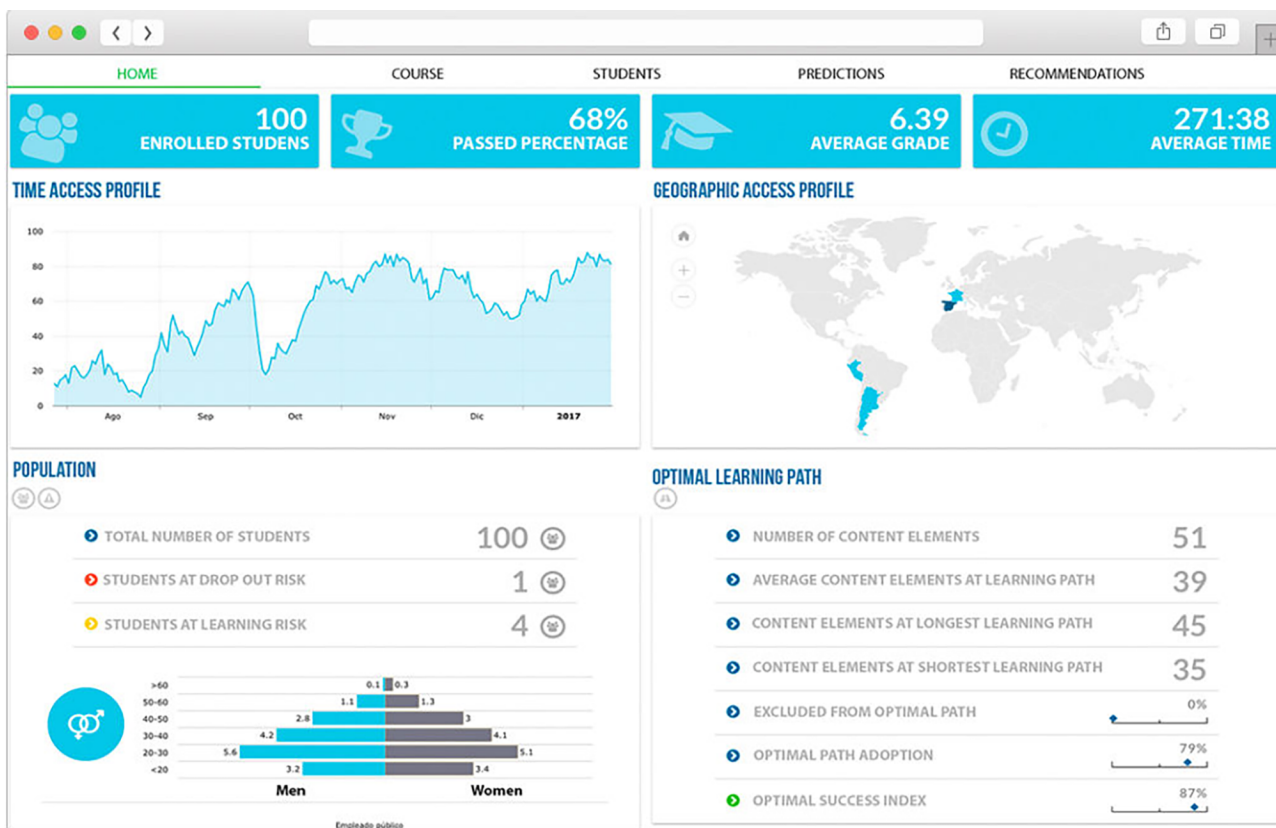 HOME COURSE STUDENTS PREDICTIONS RECOMMENDATIONS
100
ENROLLED STUDENS
68%
PASSED PERCENTAGE
6.39
AVERAGE GRADE
271:38
AVERAGE TIME
TIME ACCESS PROFILE
100
80
60
40
20
0
Ago Sep Oct Nov Dic 2017
GEOGRAPHIC ACCESS PROFILE
POPULATION
TOTAL NUMBER OF STUDENTS 100
STUDENTS AT DROP OUT RISK 1
STUDENTS AT LEARNING RISK 4
>60 0.1 0.3
50-60 1.1 1.3
40-50 2.8 3
30-40 4.2 4.1
20-30 5.6 5.1
<20 3.2 3.4
Men Women
Empleado público
OPTIMAL LEARNING PATH
NUMBER OF CONTENT ELEMENTS 51
AVERAGE CONTENT ELEMENTS AT LEARNING PATH 39
CONTENT ELEMENTS AT LONGEST LEARNING PATH 45
CONTENT ELEMENTS AT SHORTEST LEARNING PATH 35
EXCLUDED FROM OPTIMAL PATH 0%
OPTIMAL PATH ADOPTION 79%
OPTIMAL SUCCESS INDEX 87%